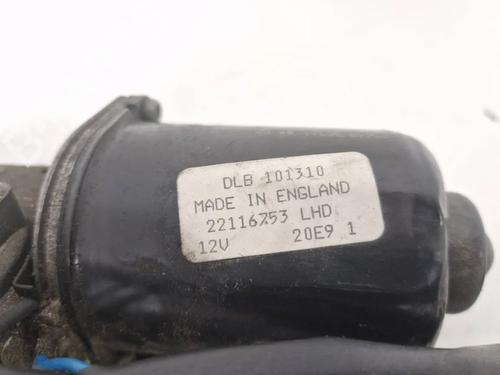 DLB 101310
MADE IN ENGLAND
22116753 LHD
12V 20E9 1